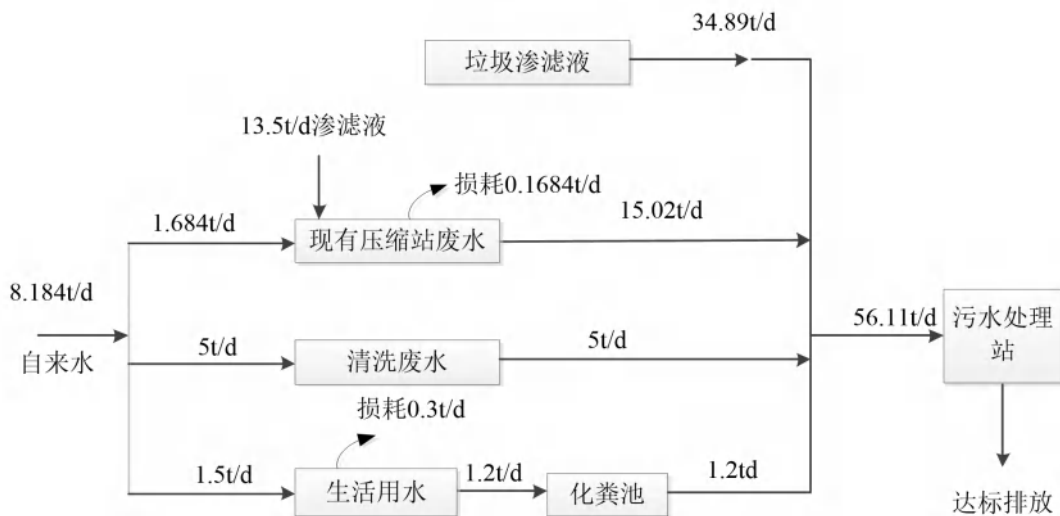 34.89t/d
垃圾渗滤液
13.5t/d渗滤液
损耗0.1684t/d
1.684t/d
现有压缩站废水
15.02t/d
8.184t/d
自来水
56.11t/d
污水处理
站
5t/d
清洗废水
5t/d
损耗0.3t/d
1.5t/d
生活用水
1.2t/d
化粪池
1.2td
达标排放